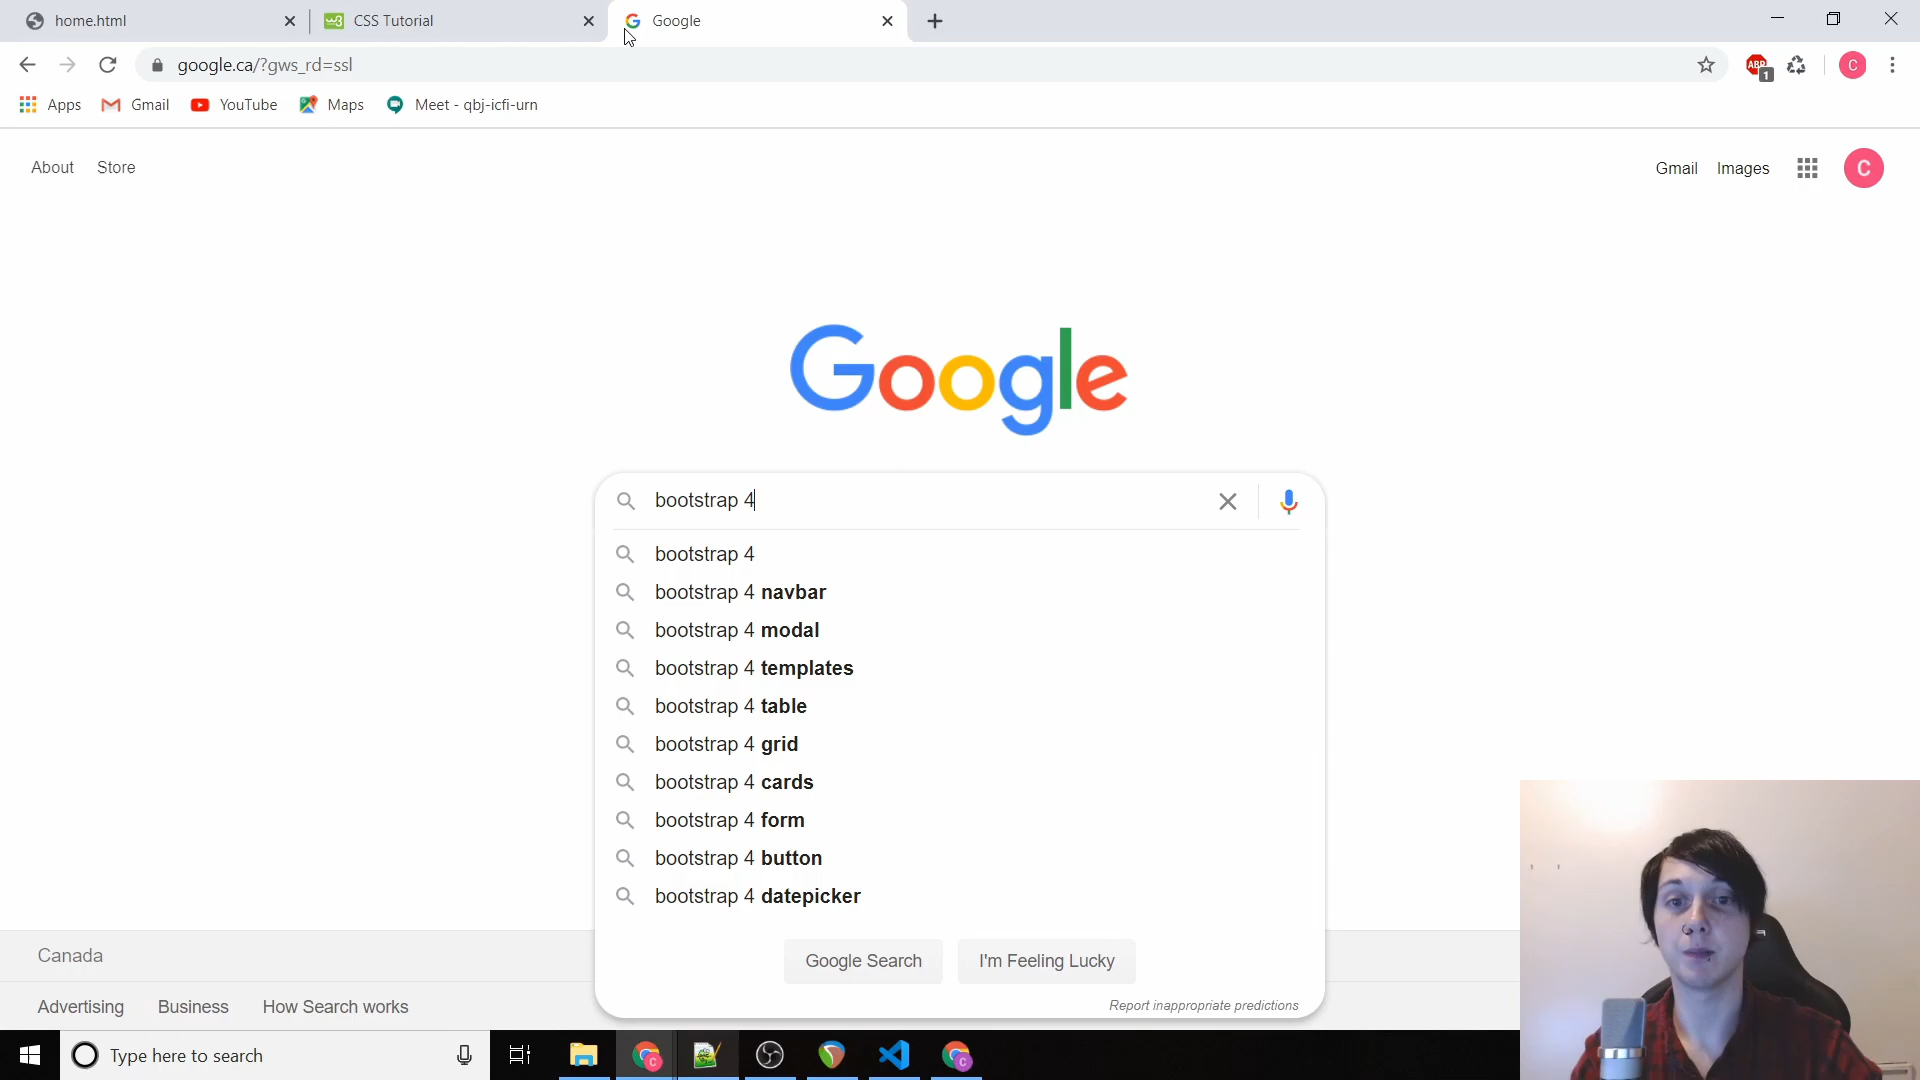 home.html
CSS Tutorial
Google
google.ca/?gws_rd=ssl
ABP
1
C
Apps
Gmail
YouTube
Maps
Meet - qbj-icfi-urn
About
Store
Gmail
Images
C
Google
bootstrap 4
bootstrap 4
bootstrap 4 navbar
bootstrap 4 modal
bootstrap 4 templates
bootstrap 4 table
bootstrap 4 grid
bootstrap 4 cards
bootstrap 4 form
bootstrap 4 button
bootstrap 4 datepicker
Google Search
I'm Feeling Lucky
Report inappropriate predictions
Canada
Advertising
Business
How Search works
Type here to search